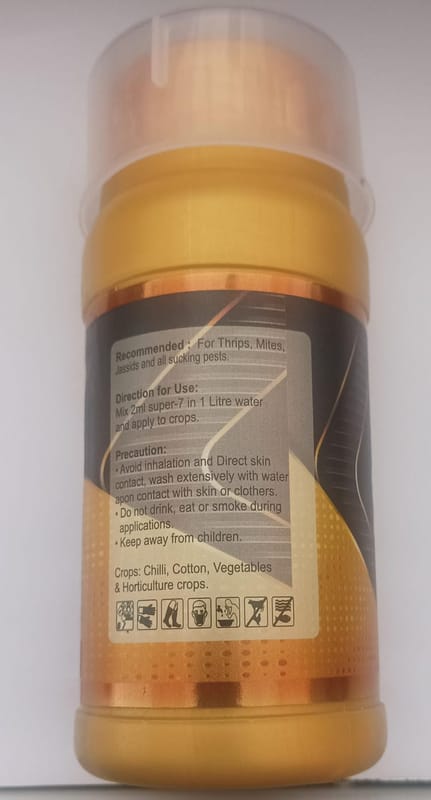 Recommended : For Thrips, Mites,
Jassids and all sucking pests.
Direction for Use:
Mix 2ml super-7 in 1 Litre water
and apply to crops.
Precaution:
• Avoid inhalation and Direct skin
contact, wash extensively with water
apon contact with skin or clothers.
• Do not drink, eat or smoke during
applications.
• Keep away from children.
Crops: Chilli, Cotton, Vegetables
& Horticulture crops.